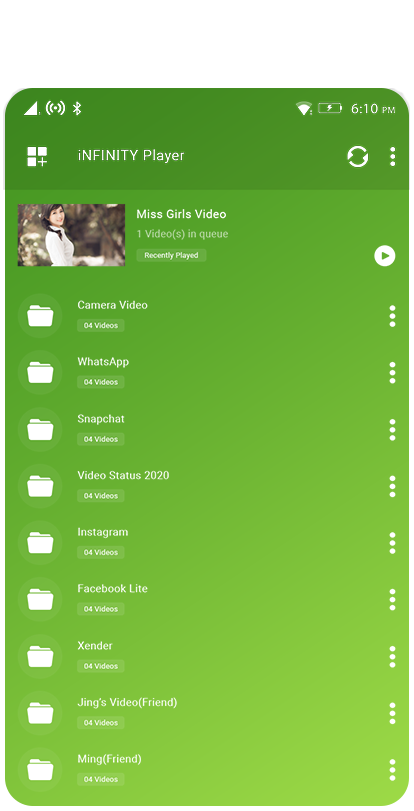 6:10 PM
iNFINITY Player
Miss Girls Video
1 Video(s) in queue
Recently Played
Camera Video
04 Videos
WhatsApp
04 Videos
Snapchat
04 Videos
Video Status 2020
04 Videos
Instagram
04 Videos
Facebook Lite
04 Videos
Xender
04 Videos
Jing's Video(Friend)
04 Videos
Ming(Friend)
04 Videos